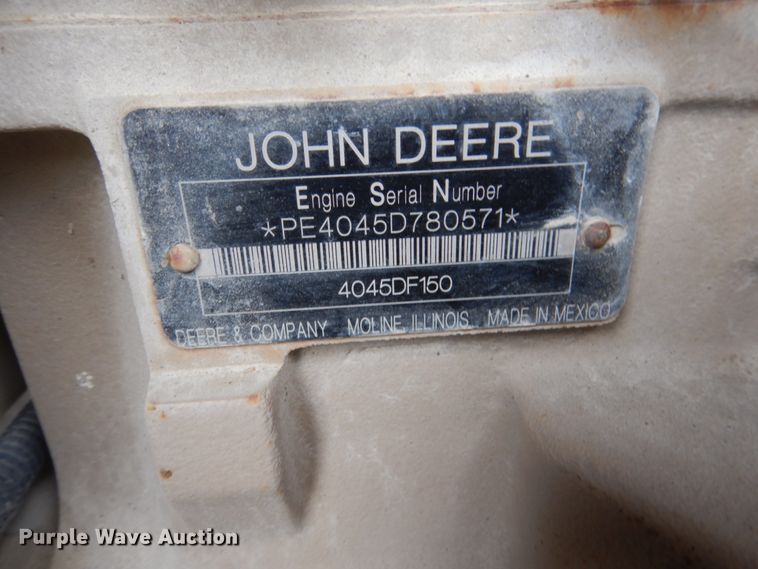 JOHN DEERE
Engine Serial Number
*PE4045D780571*
4045DF150
DEERE & COMPANY MOLINE, ILLINOIS MADE IN MEXICO
Purple Wave Auction